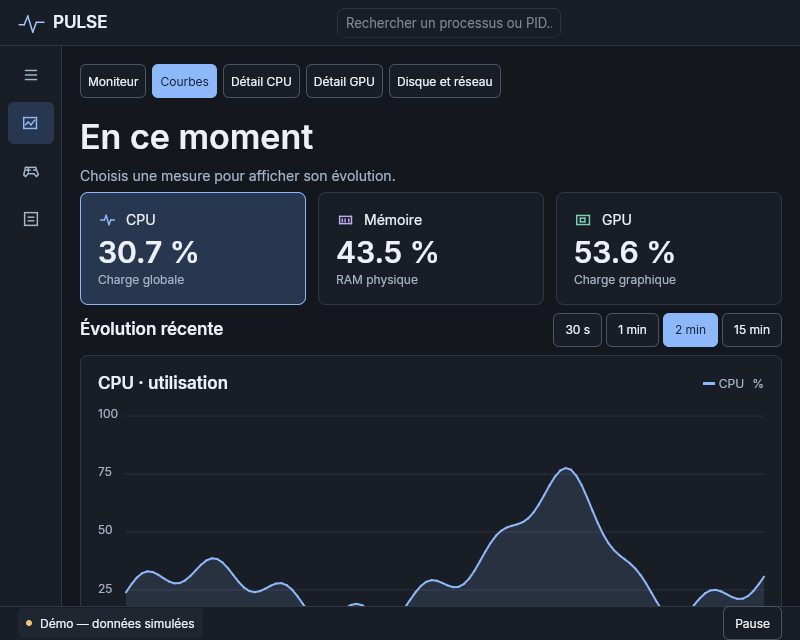 PULSE
Rechercher un processus ou PID..
Moniteur
Courbes
Détail CPU
Détail GPU
Disque et réseau
En ce moment
Choisis une mesure pour afficher son évolution.
CPU
30.7 %
Charge globale
Mémoire
43.5 %
RAM physique
GPU
53.6 %
Charge graphique
Évolution récente
30 s
1 min
2 min
15 min
CPU · utilisation
CPU %
100
75
50
25
Démo — données simulées
Pause